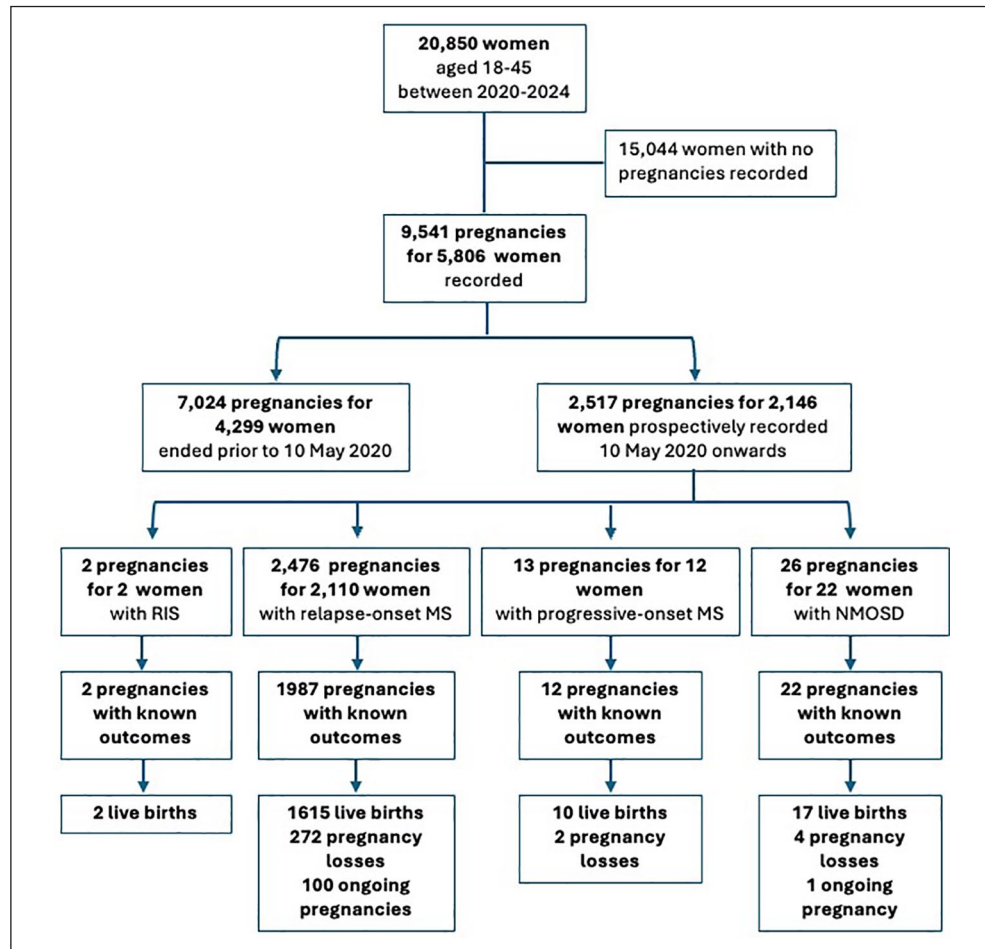 20,850 women
aged 18-45
between 2020-2024
15,044 women with no
pregnancies recorded
9,541 pregnancies
for 5,806 women
recorded
7,024 pregnancies for
4,299 women
ended prior to 10 May 2020
2,517 pregnancies for 2,146
women prospectively recorded
10 May 2020 onwards
2 pregnancies
for 2 women
with RIS
2,476 pregnancies
for 2,110 women
with relapse-onset MS
13 pregnancies for 12
women
with progressive-onset MS
26 pregnancies
for 22 women
with NMOSD
2 pregnancies
with known
outcomes
1987 pregnancies
with known
outcomes
12 pregnancies
with known
outcomes
22 pregnancies
with known
outcomes
2 live births
1615 live births
272 pregnancy
losses
100 ongoing
pregnancies
10 live births
2 pregnancy
losses
17 live births
4 pregnancy
losses
1 ongoing
pregnancy